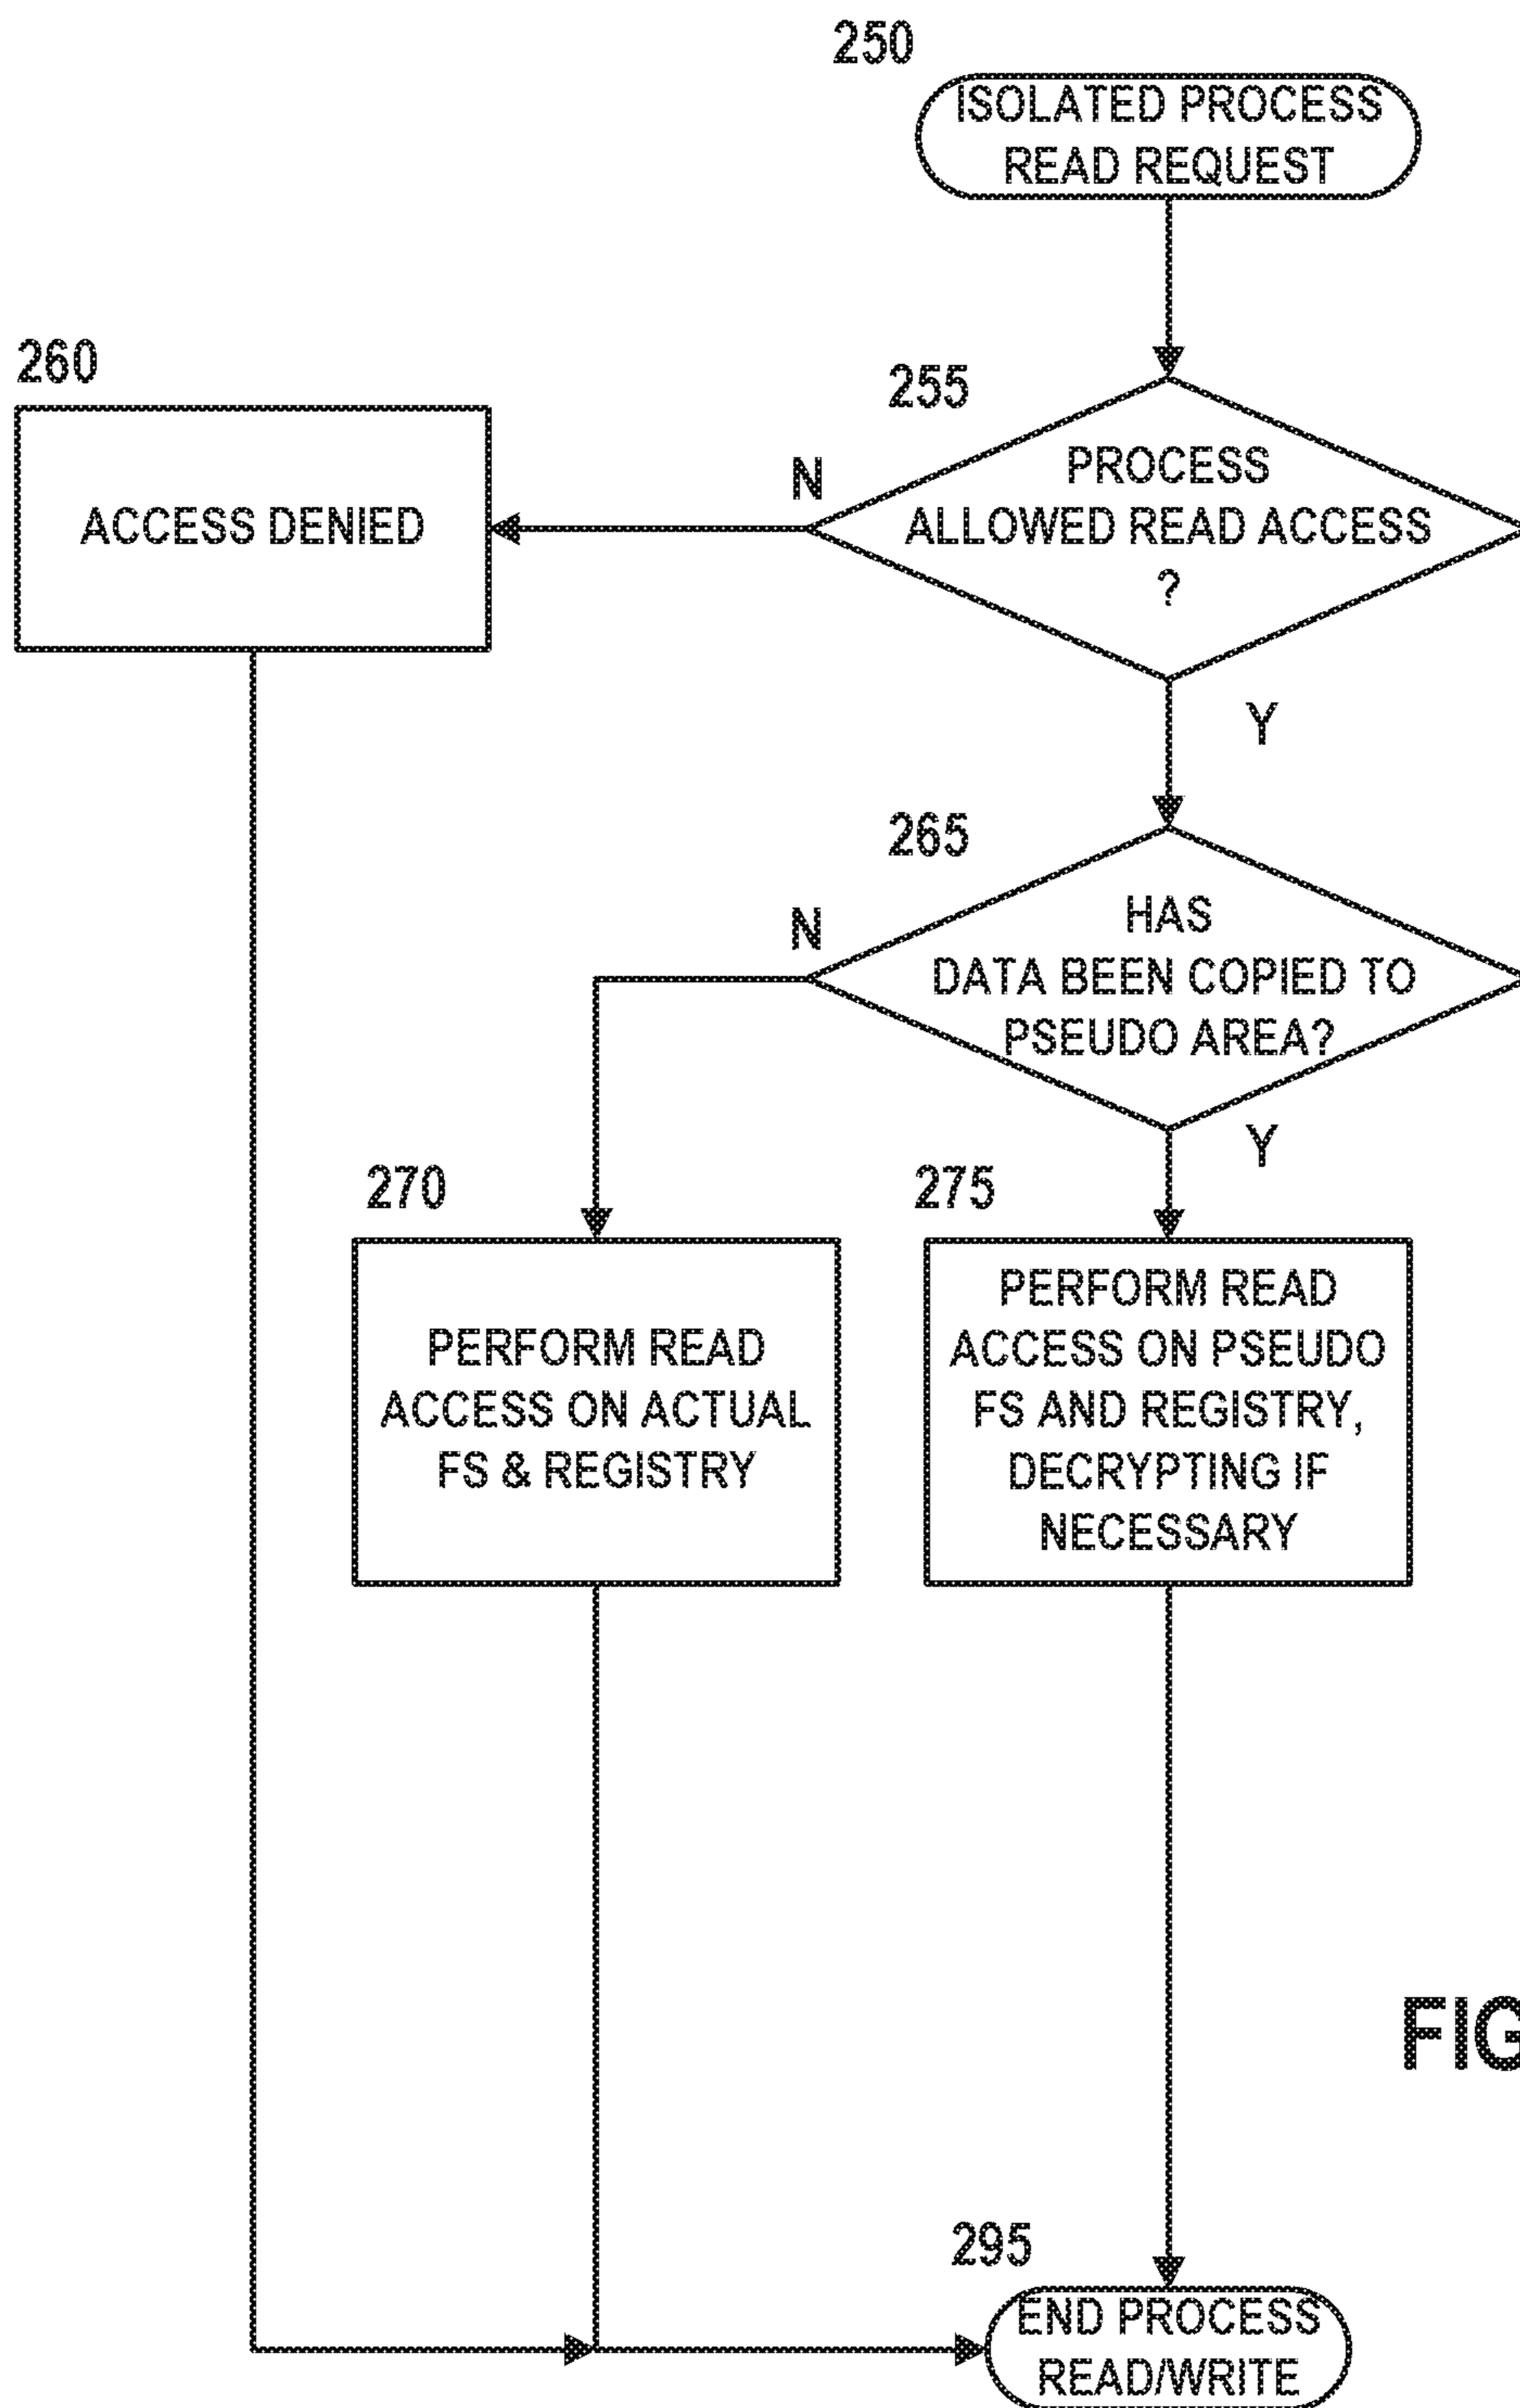 250
ISOLATED PROCESS
READ REQUEST
260
255
N
PROCESS
ALLOWED READ ACCESS
?
ACCESS DENIED
Y
265
N
HAS
DATA BEEN COPIED TO
PSEUDO AREA?
Y
270
275
PERFORM READ
ACCESS ON ACTUAL
FS & REGISTRY
PERFORM READ
ACCESS ON PSEUDO
FS AND REGISTRY,
DECRYPTING IF
NECESSARY
FIG
295
END PROCESS
READ/WRITE